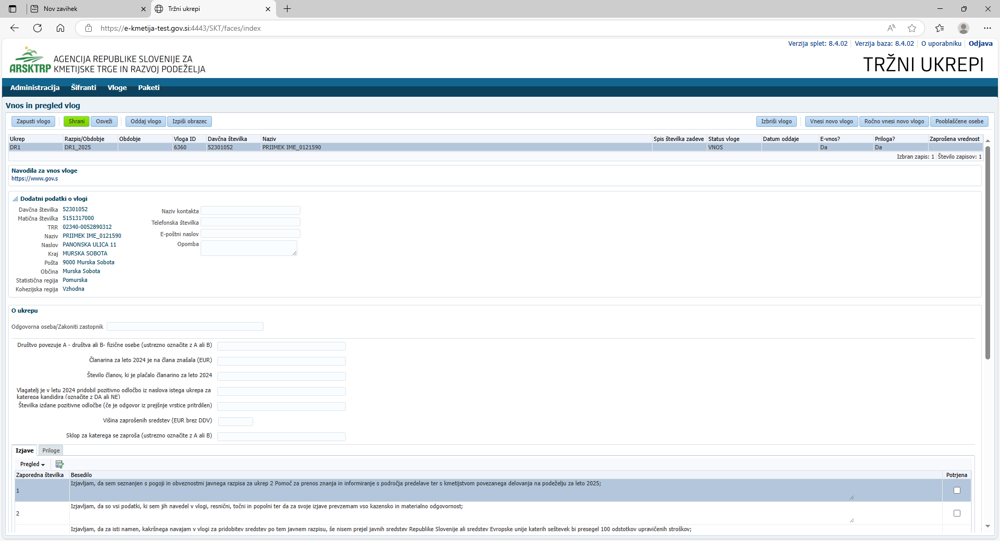 Nov zavihek
Tržni ukrepi
https://e-kmetija-test.gov.si:4443/SKT/faces/index
Verzija splet: 8.4.02 Verzija baza: 8.4.02 O uporabniku Odjava
ARSKTRP
AGENCIJA REPUBLIKE SLOVENIJE ZA
KMETIJSKE TRGE IN RAZVOJ PODEŽELJA
TRŽNI UKREPI
Administracija Šifranti Vloge Paketi
Vnos in pregled vlog
Zapusti vlogo Shrani Osveži Oddaj vlogo Izpiši obrazec Izbriši vlogo Vnesi novo vlogo Ročno vnesi novo vlogo Pooblaščene osebe
Ukrep Razpis/Obdobje Obdobje Vloga ID Davčna številka Naziv Spis številka zadeve Status vloge Datum oddaje E-vnos? Priloga? Zaprošena vrednost
DR1 DR1_2025 6360 52301052 PRIIMEK IME_0121590 VNOS Da Da
Izbran zapis: 1 Število zapisov: 1
Navodila za vnos vloge
https://www.gov.s
Dodatni podatki o vlogi
Davčna številka 52301052
Matična številka 5151317000
TRR 02340-0052890312
Naziv PRIIMEK IME_0121590
Naslov PANONSKA ULICA 11
Kraj MURSKA SOBOTA
Pošta 9000 Murska Sobota
Občina Murska Sobota
Statistična regija Pomurska
Kohezijska regija Vzhodna
Naziv kontakta
Telefonska številka
E-poštni naslov
Opomba
O ukrepu
Odgovorna oseba/Zakoniti zastopnik
Društvo povezuje A - društva ali B- fizične osebe (ustrezno označite z A ali B)
Članarina za leto 2024 je na člana znašala (EUR)
Število članov, ki je plačalo članarino za leto 2024
Vlagatelj je v letu 2024 pridobil pozitivno odločbo iz naslova istega ukrepa za
katerega kandidira (označite z DA ali NE)
Številka izdane pozitivne odločbe (če je odgovor iz prejšnje vrstice pritrdilen)
Višina zaprošenih sredstev (EUR brez DDV)
Sklop za katerega se zaproša (ustrezno označite z A ali B)
Izjave Priloge
Pregled
Zaporedna številka Besedilo Potrjena
1 Izjavljam, da sem seznanjen s pogoji in obveznostmi javnega razpisa za ukrep 2 Pomoč za prenos znanja in informiranje s področja predelave ter s kmetijstvom povezanega delovanja na podeželju za leto 2025;
2 Izjavljam, da so vsi podatki, ki sem jih navedel v vlogi, resnični, točni in popolni ter da za svoje izjave prevzemam vso kazensko in materialno odgovornost;
Izjavljam, da za isti namen, kakršnega navajam v vlogi za pridobitev sredstev po tem javnem razpisu, še nisem prejel javnih sredstev Republike Slovenije ali sredstev Evropske unije katerih seštevek bi presegel 100 odstotkov upravičenih stroškov;